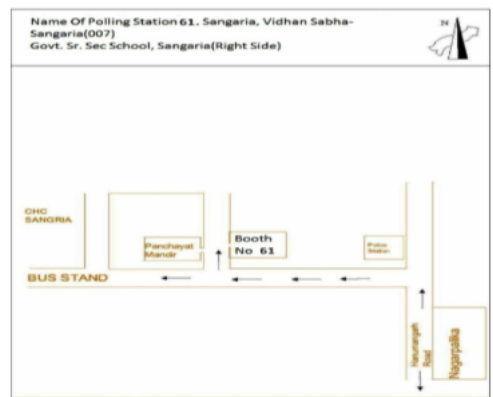 Name Of Polling Station 61, Sangaria, Vidhan Sabha-
Sangaria(007)
Govt. Sr. Sec School, Sangaria(Right Side)
N
CHC
SANGRIA
Panchayat
Mandir
Booth
No 61
Police
Station
BUS STAND
Hanumangarh
Road
Nagarpalika